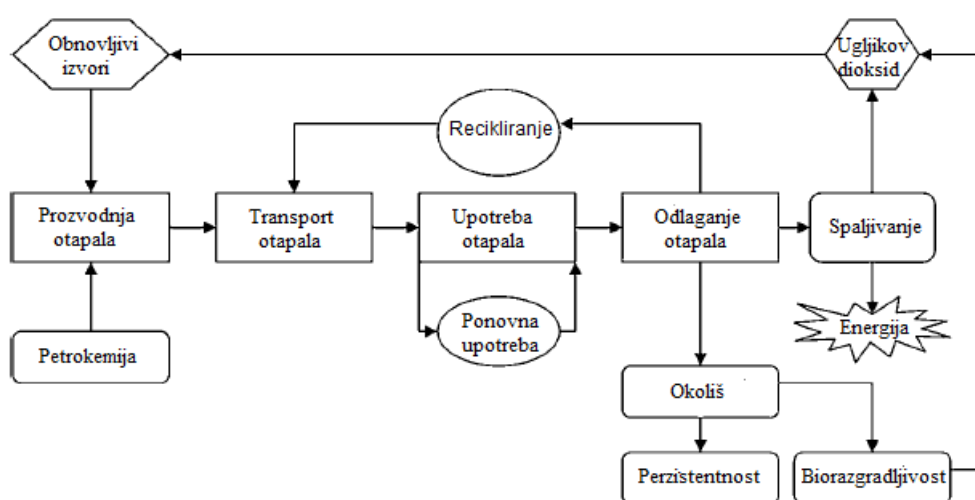 Obnovljivi
izvori
Ugljikov
dioksid
Recikliranje
Prozvodnja
otapala
Transport
otapala
Upotreba
otapala
Odlaganje
otapala
Spaljivanje
Ponovna
upotreba
Energija
Petrokemija
Okoliš
Perzistentnost
Biorazgradljivost